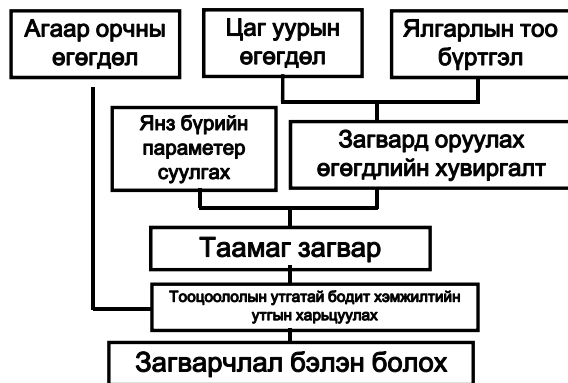 Агаар орчны
өгөгдөл
Цаг уурын
өгөгдөл
Ялгарлын тоо
бүртгэл
Янз бүрийн
параметер
суулгах
Загвард оруулах
өгөгдлийн хувиргалт
Таамаг загвар
Тооцоололын утгатай бодит хэмжилтийн
утгын харьцуулах
Загварчлал бэлэн болох